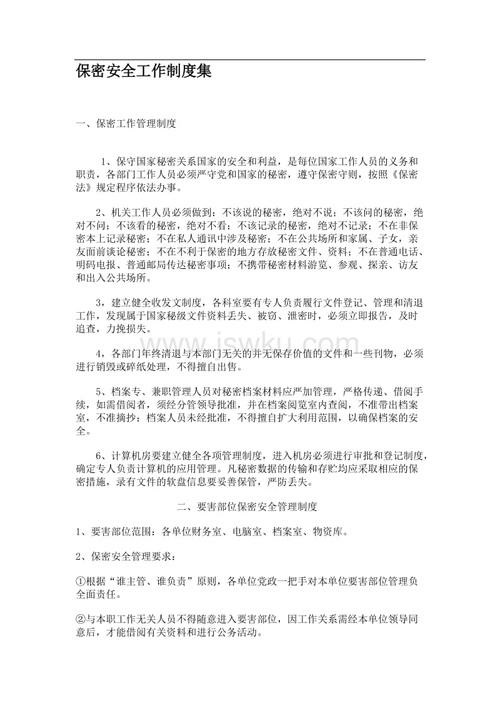 保密安全工作制度集
一、保密工作管理制度
1、保守国家秘密关系国家的安全和利益，是每位国家工作人员的义务和
职责，各部门工作人员必须严守党和国家的秘密，遵守保密守则，按照《保密
法》规定程序依法办事。
2、机关工作人员必须做到：不该说的秘密，绝对不说；不该问的秘密，绝
对不问；不该看的秘密，绝对不看；不该记录的秘密，绝对不记录；不在非保
密本上记录秘密；不在私人通讯中涉及秘密；不在公共场所和家属、子女，亲
友面前谈论秘密；不在不利于保密的地方存放秘密文件、资料；不在普通电话、
明码电报、普通邮局传达秘密事项；不携带秘密材料游览、参观、探亲、访友
和出入公共场所。
3，建立健全收发文制度，各科室要有专人负责履行文件登记、管理和清退
工作，发现属于国家秘级文件资料丢失、被窃、泄密时，必须立即报告，及时
追查，力挽损失。
www.jswku.com
4，各部门年终清退与本部门无关的并无保存价值的文件和一些刊物，必须
进行销毁或碎纸处理，不得擅自出售。
5、档案专、兼职管理人员对秘密档案材料应严加管理，严格传递、借阅手
续，如需借阅者，须经分管领导批准，并在档案阅览室内查阅，不准带出档案
室，不准摘抄；档案人员未经批准，不得擅自扩大利用范围，以确保档案的安
全。
6、计算机房要建立健全各项管理制度，进入机房必须进行审批和登记制度，
确定专人负责计算机的应用管理。凡秘密数据的传输和存贮均应采取相应的保
密措施，录有文件的软盘信息要妥善保管，严防丢失。
二、要害部位保密安全管理制度
1、要害部位范围：各单位财务室、电脑室、档案室、物资库。
2、保密安全管理要求：
①根据“谁主管、谁负责”原则，各单位党政一把手对本单位要害部位管理负
全面责任。
②与本职工作无关人员不得随意进入要害部位，因工作关系需经本单位领导同
意后，才能借阅有关资料和进行公务活动。